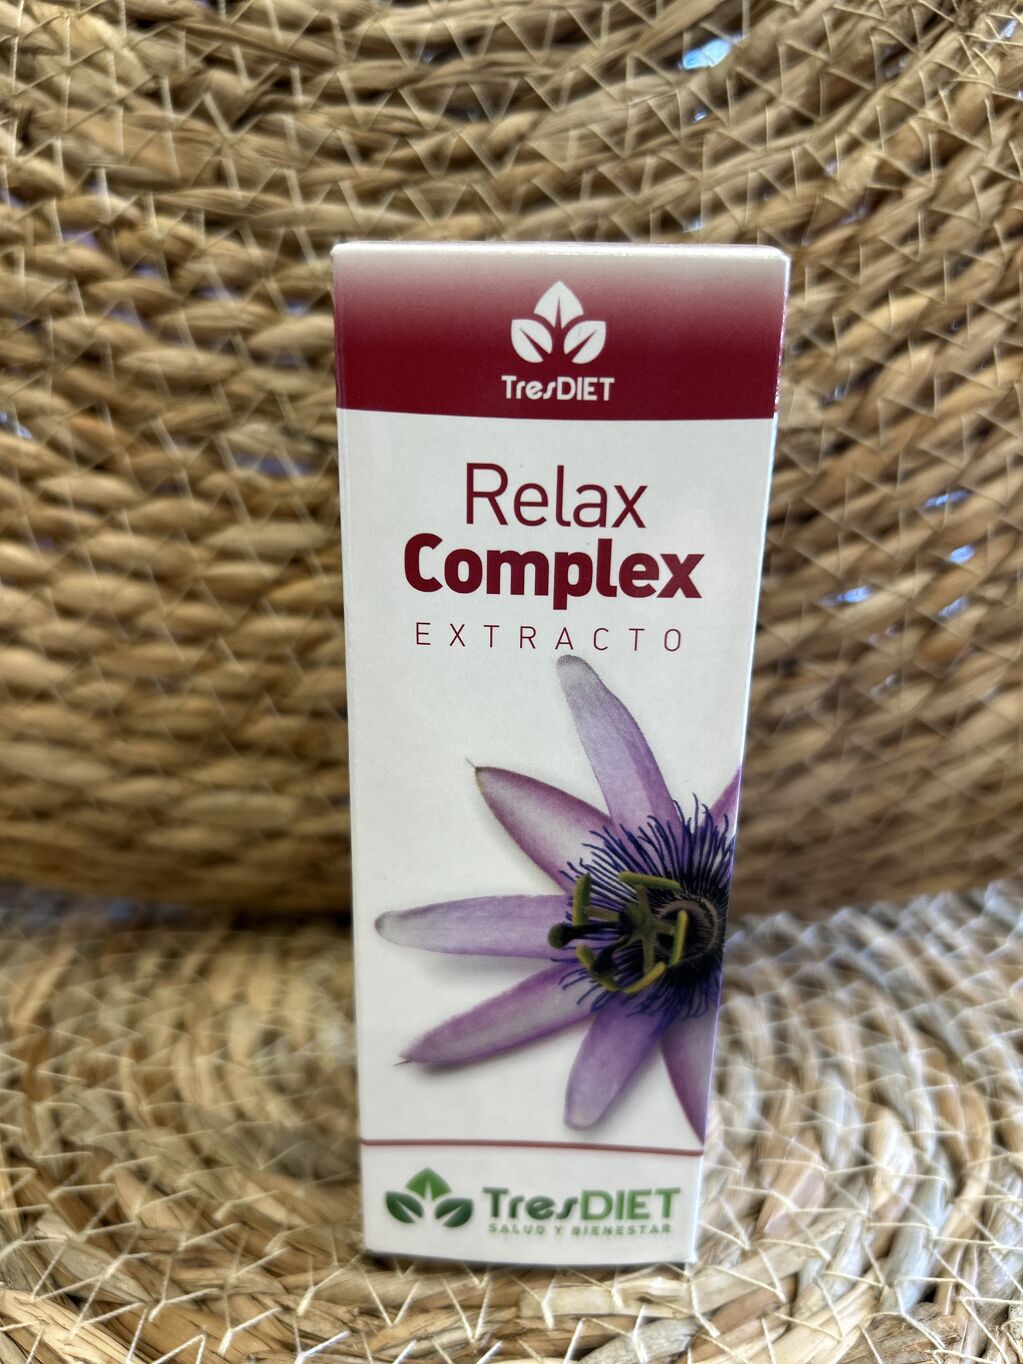 TresDIET
Relax
Complex
EXTRACTO
TresDIET
SALUD Y BIENESTAR